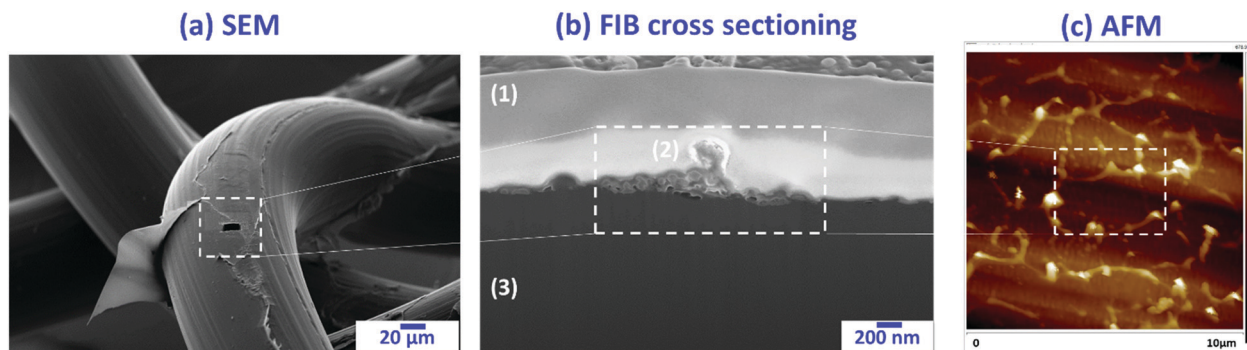 (a) SEM
(b) FIB cross sectioning
(c) AFM
(1)
(2)
(3)
20 µm
200 nm
0
10µm